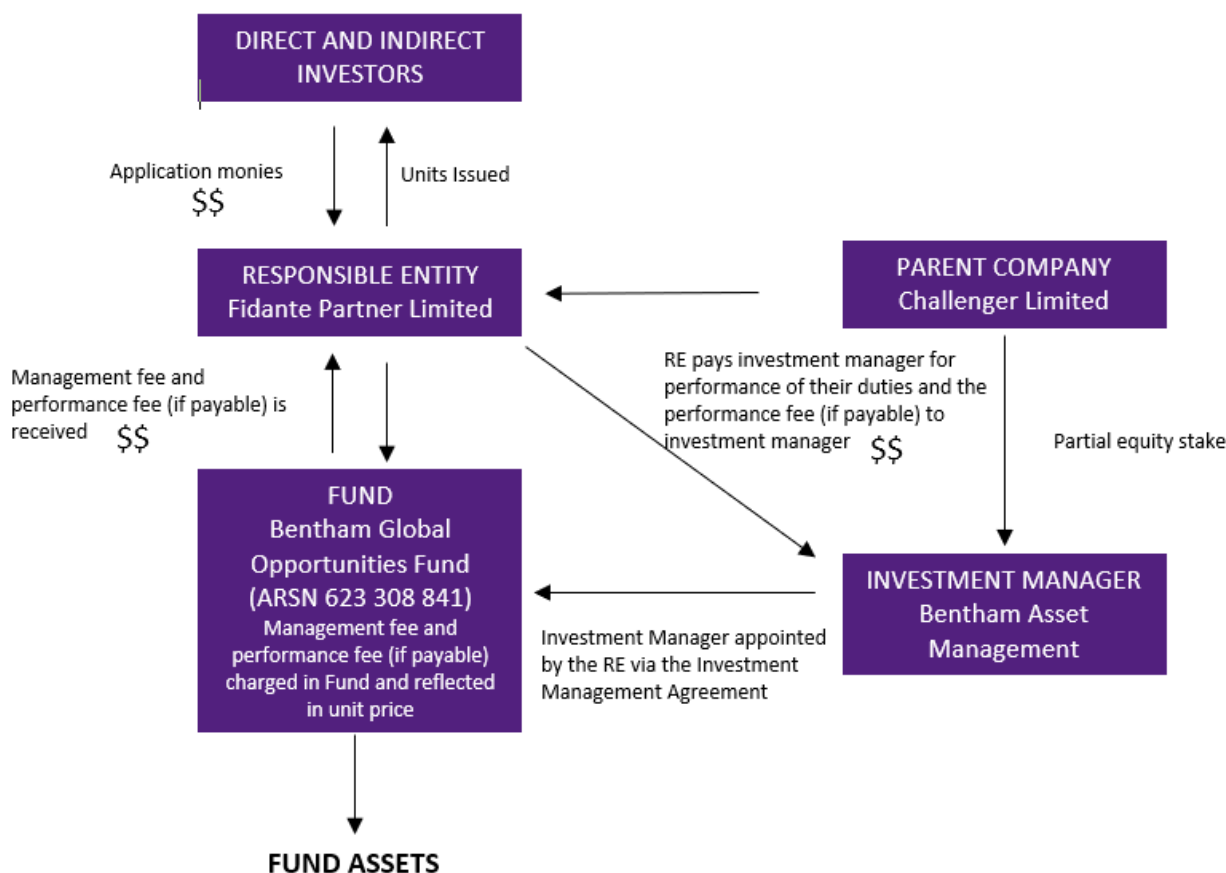 DIRECT AND INDIRECT
INVESTORS
Application monies
$$
Units Issued
RESPONSIBLE ENTITY
Fidante Partner Limited
PARENT COMPANY
Challenger Limited
Management fee and
performance fee (if payable) is
received $$
RE pays investment manager for
performance of their duties and the
performance fee (if payable) to
investment manager $$
Partial equity stake
FUND
Bentham Global
Opportunities Fund
(ARSN 623 308 841)
Management fee and
performance fee (if payable)
charged in Fund and reflected
in unit price
INVESTMENT MANAGER
Bentham Asset
Management
Investment Manager appointed
by the RE via the Investment
Management Agreement
FUND ASSETS